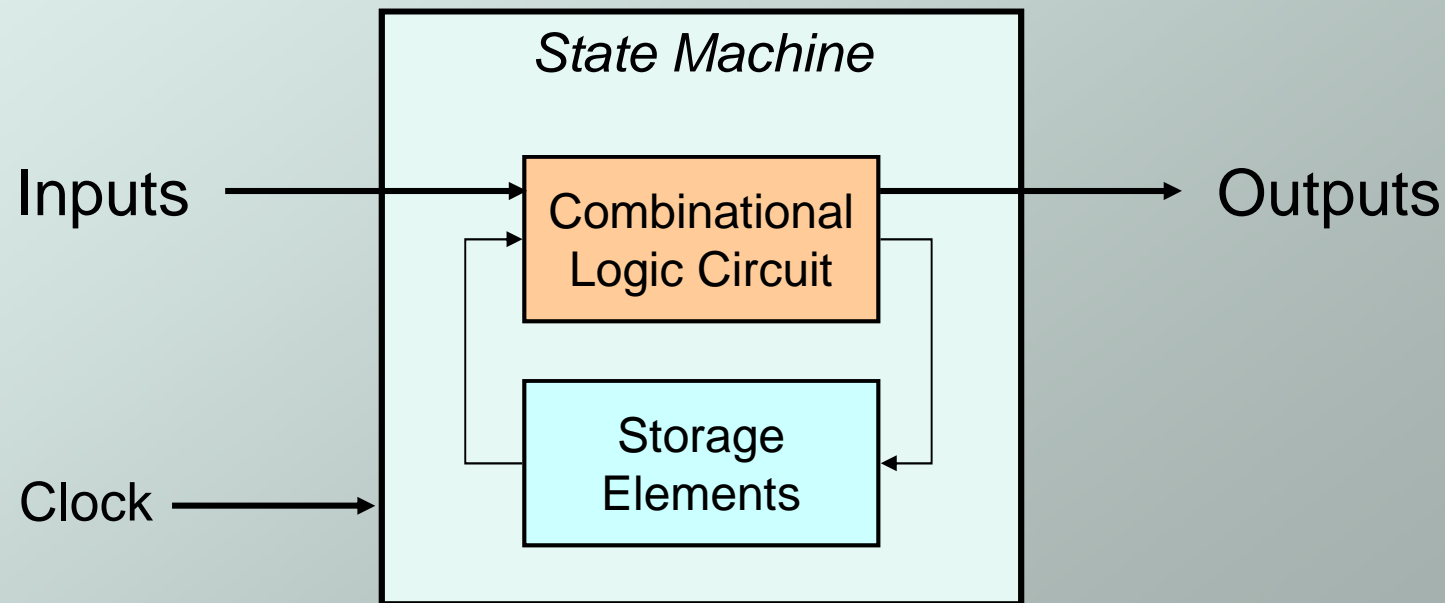 State Machine
Inputs
Combinational
Logic Circuit
Outputs
Storage
Elements
Clock